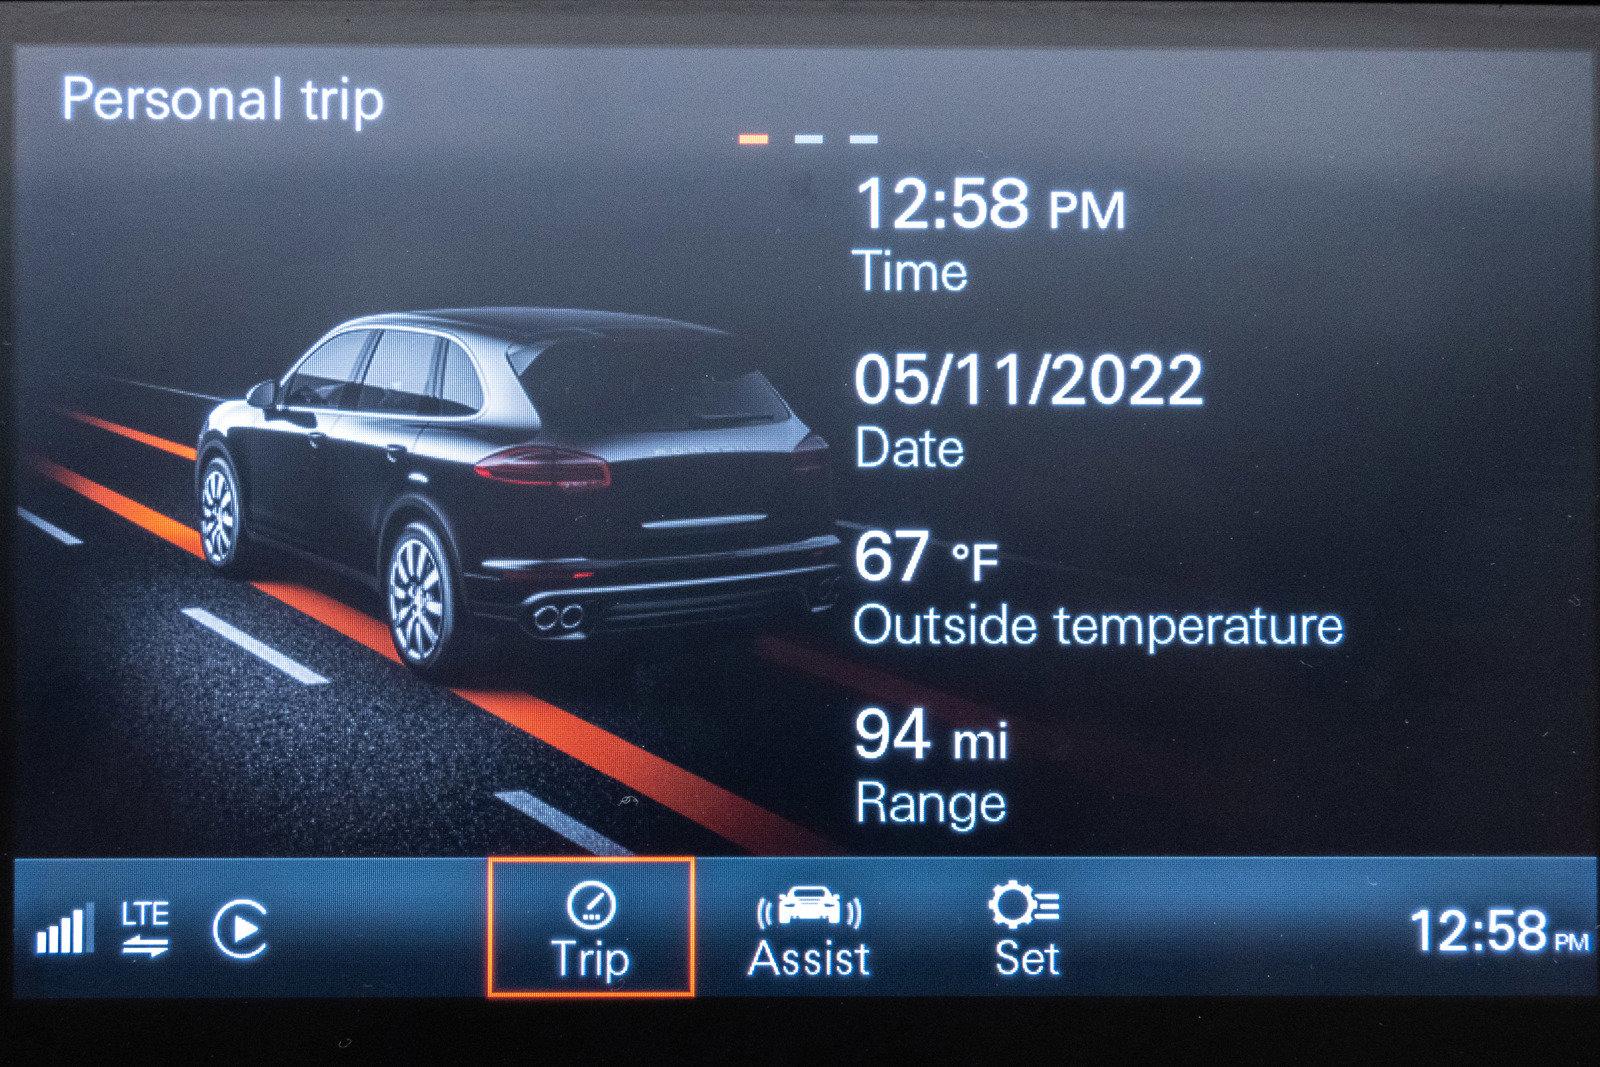 Personal trip
12:58 PM
Time
05/11/2022
Date
67 °F
Outside temperature
94 mi
Range
LTE
Trip
Assist
Set
12:58 PM